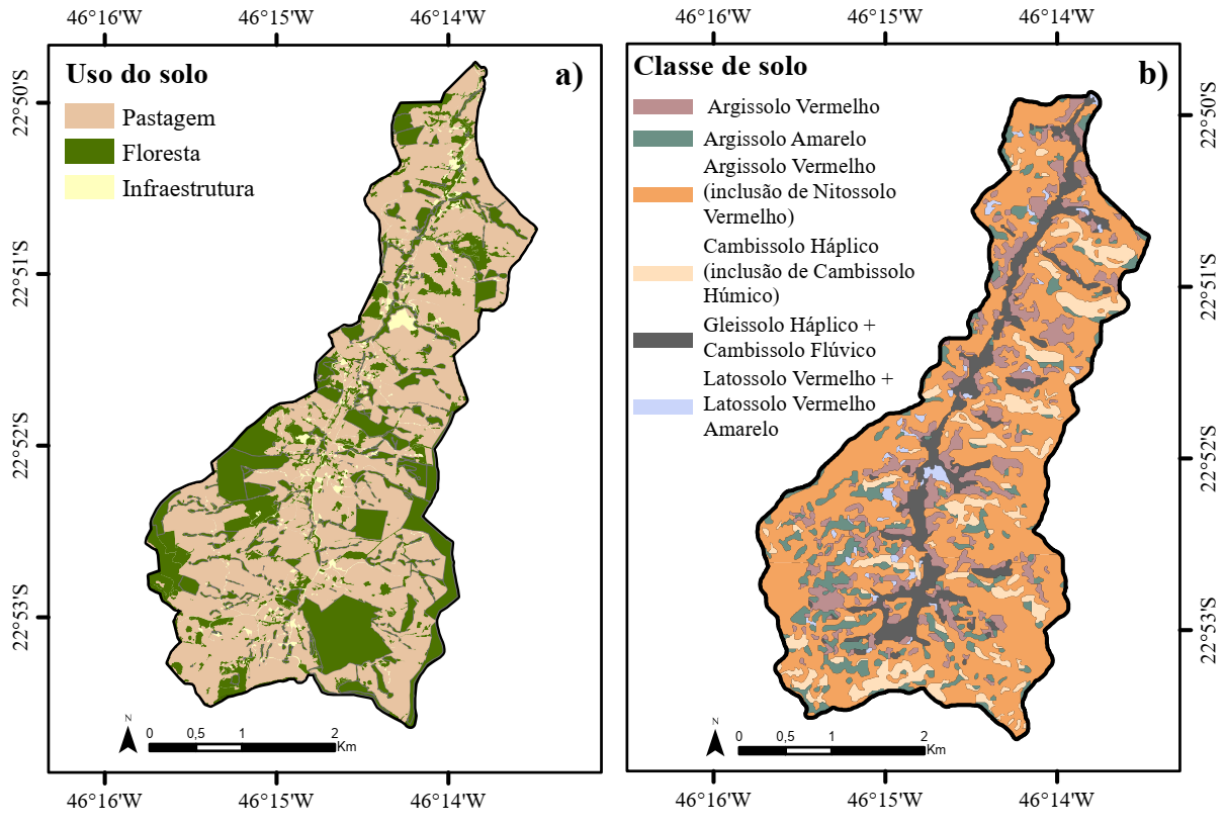 46°16'W 46°15'W 46°14'W
22°50'S
22°51'S
22°52'S
22°53'S
Uso do solo
a)
Pastagem
Floresta
Infraestrutura
N
0 0,5 1 2
Km
46°16'W 46°15'W 46°14'W
46°16'W 46°15'W 46°14'W
Classe de solo
b)
Argissolo Vermelho
Argissolo Amarelo
Argissolo Vermelho
(inclusão de Nitossolo
Vermelho)
Cambissolo Háplico
(inclusão de Cambissolo
Húmico)
Gleissolo Háplico +
Cambissolo Flúvico
Latossolo Vermelho +
Latossolo Vermelho
Amarelo
22°50'S
22°51'S
22°52'S
22°53'S
N
0 0,5 1 2
Km
46°16'W 46°15'W 46°14'W